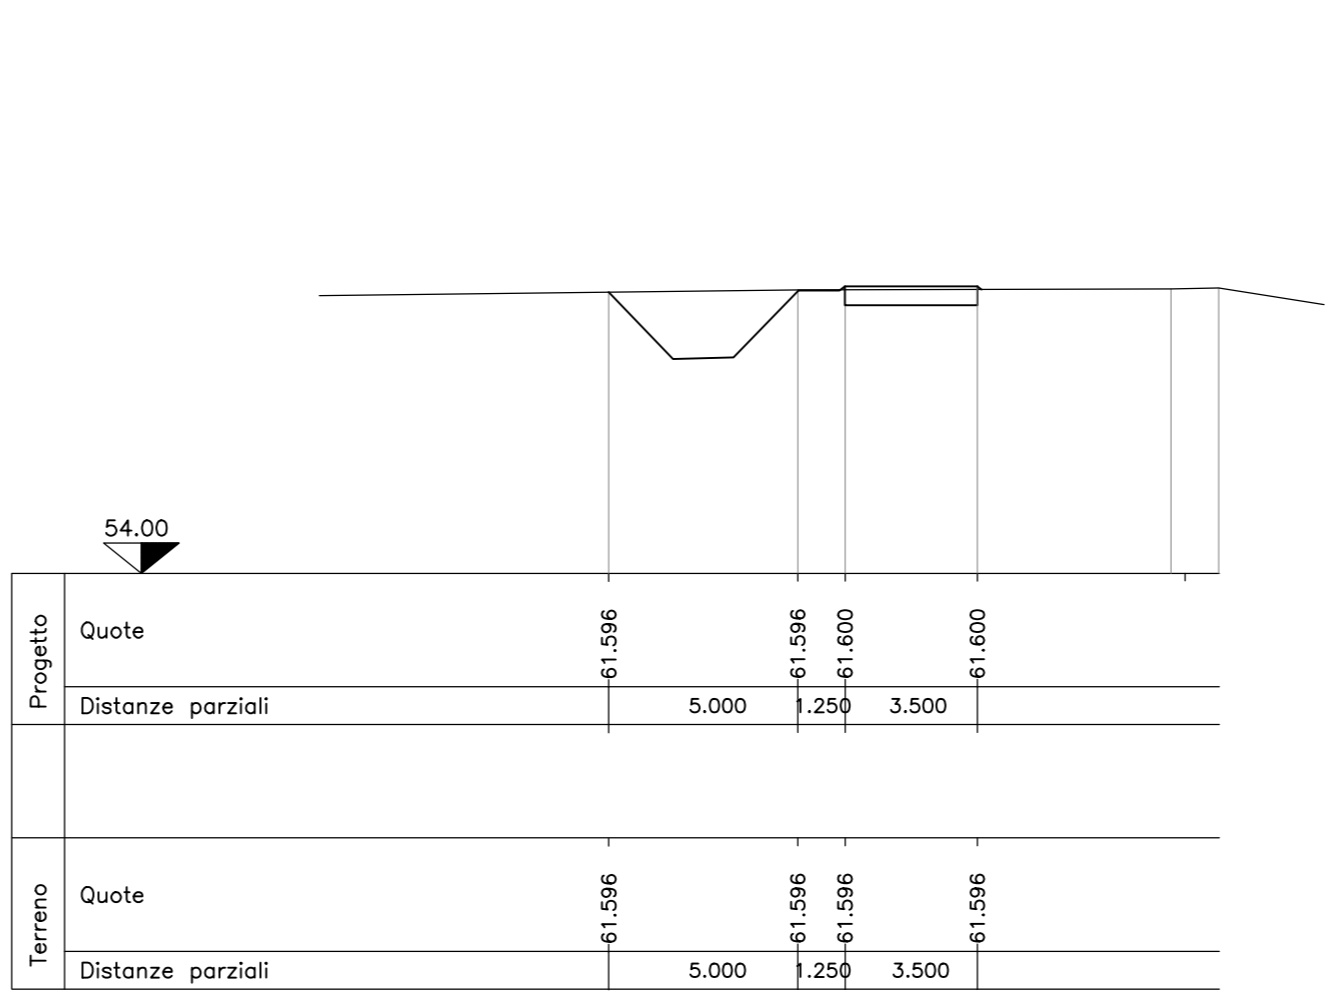 54.00
Progetto
Quote
61.596 61.596 61.600 61.600
Distanze parziali 5.000 1.250 3.500
Terreno
Quote
61.596 61.596 61.596 61.596
Distanze parziali 5.000 1.250 3.500